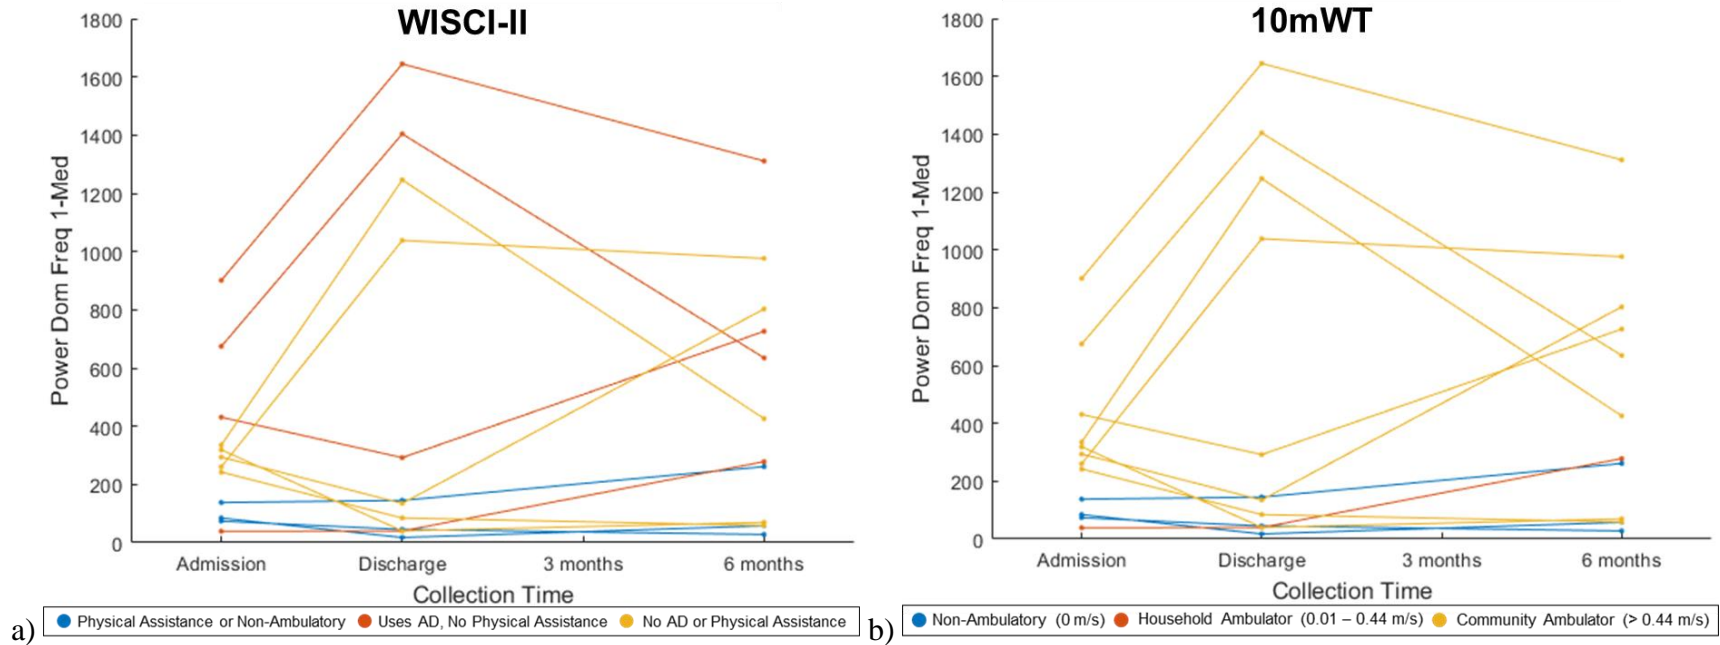 WISCI-II
1800
1600
1400
1200
1000
800
600
400
200
0
Power Dom Freq 1-Med
Admission Discharge 3 months 6 months
Collection Time
a) Physical Assistance or Non-Ambulatory Uses AD, No Physical Assistance No AD or Physical Assistance
10mWT
1800
1600
1400
1200
1000
800
600
400
200
0
Power Dom Freq 1-Med
Admission Discharge 3 months 6 months
Collection Time
b) Non-Ambulatory (0 m/s) Household Ambulator (0.01 – 0.44 m/s) Community Ambulator (> 0.44 m/s)